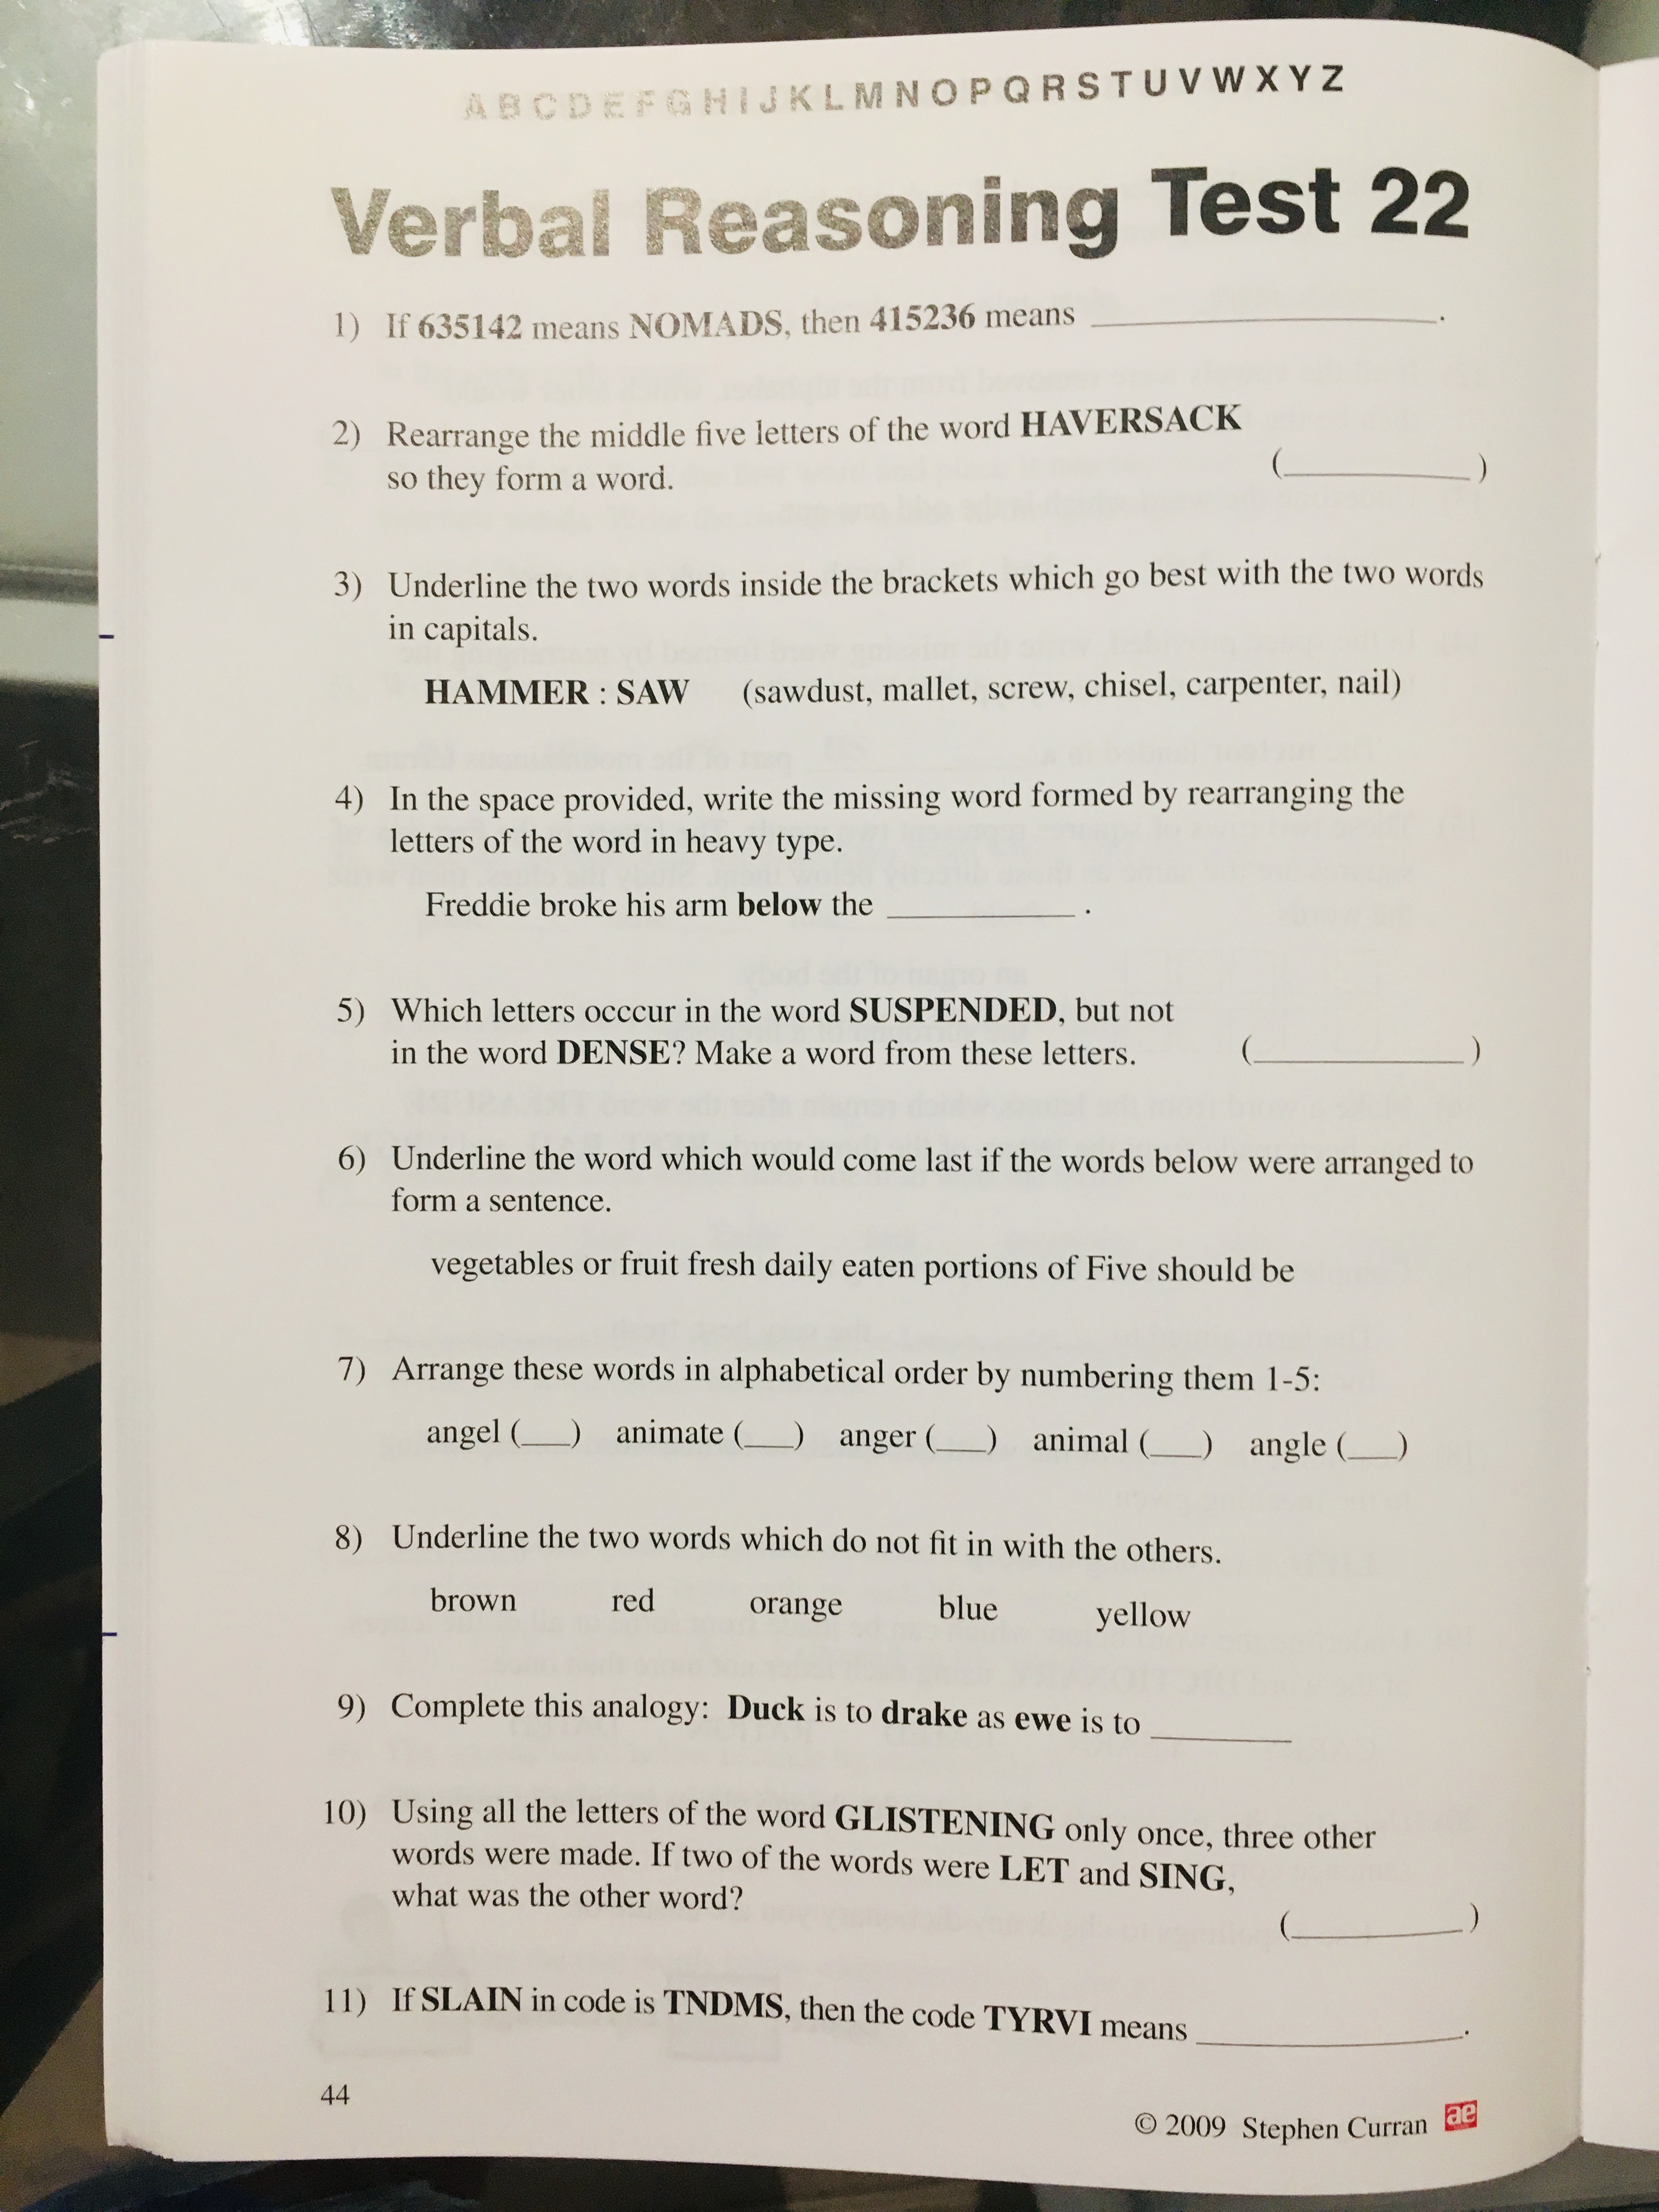 A B C D E F G H I J K L M N O P Q R S T U V W X Y Z
Verbal Reasoning Test 22
1) If 635142 means NOMADS, then 415236 means ____________.
2) Rearrange the middle five letters of the word HAVERSACK
so they form a word. (____________)
3) Underline the two words inside the brackets which go best with the two words
in capitals.
HAMMER : SAW (sawdust, mallet, screw, chisel, carpenter, nail)
4) In the space provided, write the missing word formed by rearranging the
letters of the word in heavy type.
Freddie broke his arm below the ____________ .
5) Which letters occcur in the word SUSPENDED, but not
in the word DENSE? Make a word from these letters. (____________)
6) Underline the word which would come last if the words below were arranged to
form a sentence.
vegetables or fruit fresh daily eaten portions of Five should be
7) Arrange these words in alphabetical order by numbering them 1-5:
angel (___) animate (___) anger (___) animal (___) angle (___)
8) Underline the two words which do not fit in with the others.
brown red orange blue yellow
9) Complete this analogy: Duck is to drake as ewe is to ________
10) Using all the letters of the word GLISTENING only once, three other
words were made. If two of the words were LET and SING,
what was the other word? (____________)
11) If SLAIN in code is TNDMS, then the code TYRVI means ____________.
44
© 2009 Stephen Curran ae